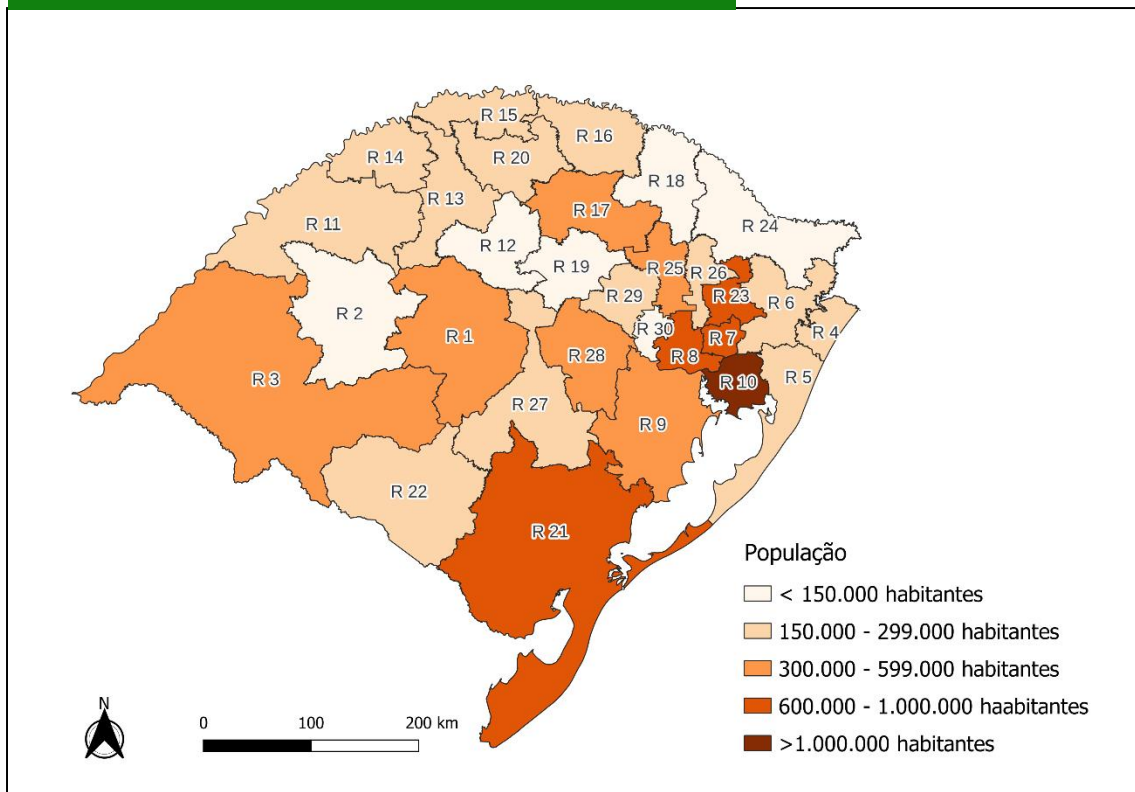 R 15
R 16
R 14
R 20
R 18
R 13
R 17
R 11
R 24
R 12
R 19
R 25
R 26
R 23
R 29
R 6
R 2
R 30
R 4
R 1
R 7
R 28
R 8
R 3
R 10
R 5
R 27
R 9
R 22
R 21
População
< 150.000 habitantes
150.000 - 299.000 habitantes
300.000 - 599.000 habitantes
600.000 - 1.000.000 haabitantes
>1.000.000 habitantes
N
0 100 200 km